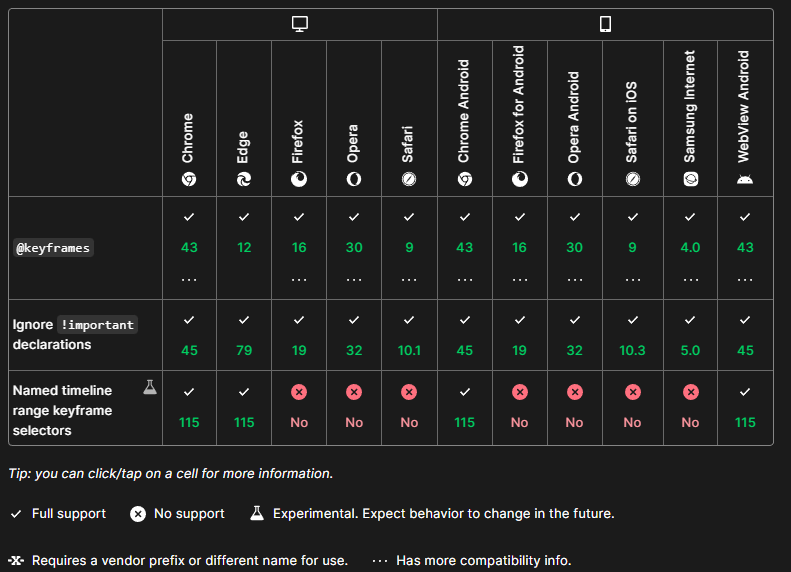 Chrome
Edge
Firefox
Opera
Safari
Chrome Android
Firefox for Android
Opera Android
Safari on iOS
Samsung Internet
WebView Android
@keyframes
43 12 16 30 9 43 16 30 9 4.0 43
... ... ... ... ... ... ... ...
Ignore !important
declarations
45 79 19 32 10.1 45 19 32 10.3 5.0 45
Named timeline
range keyframe
selectors
115 115 No No No 115 No No No No 115
Tip: you can click/tap on a cell for more information.
Full support No support Experimental. Expect behavior to change in the future.
-x- Requires a vendor prefix or different name for use. ... Has more compatibility info.